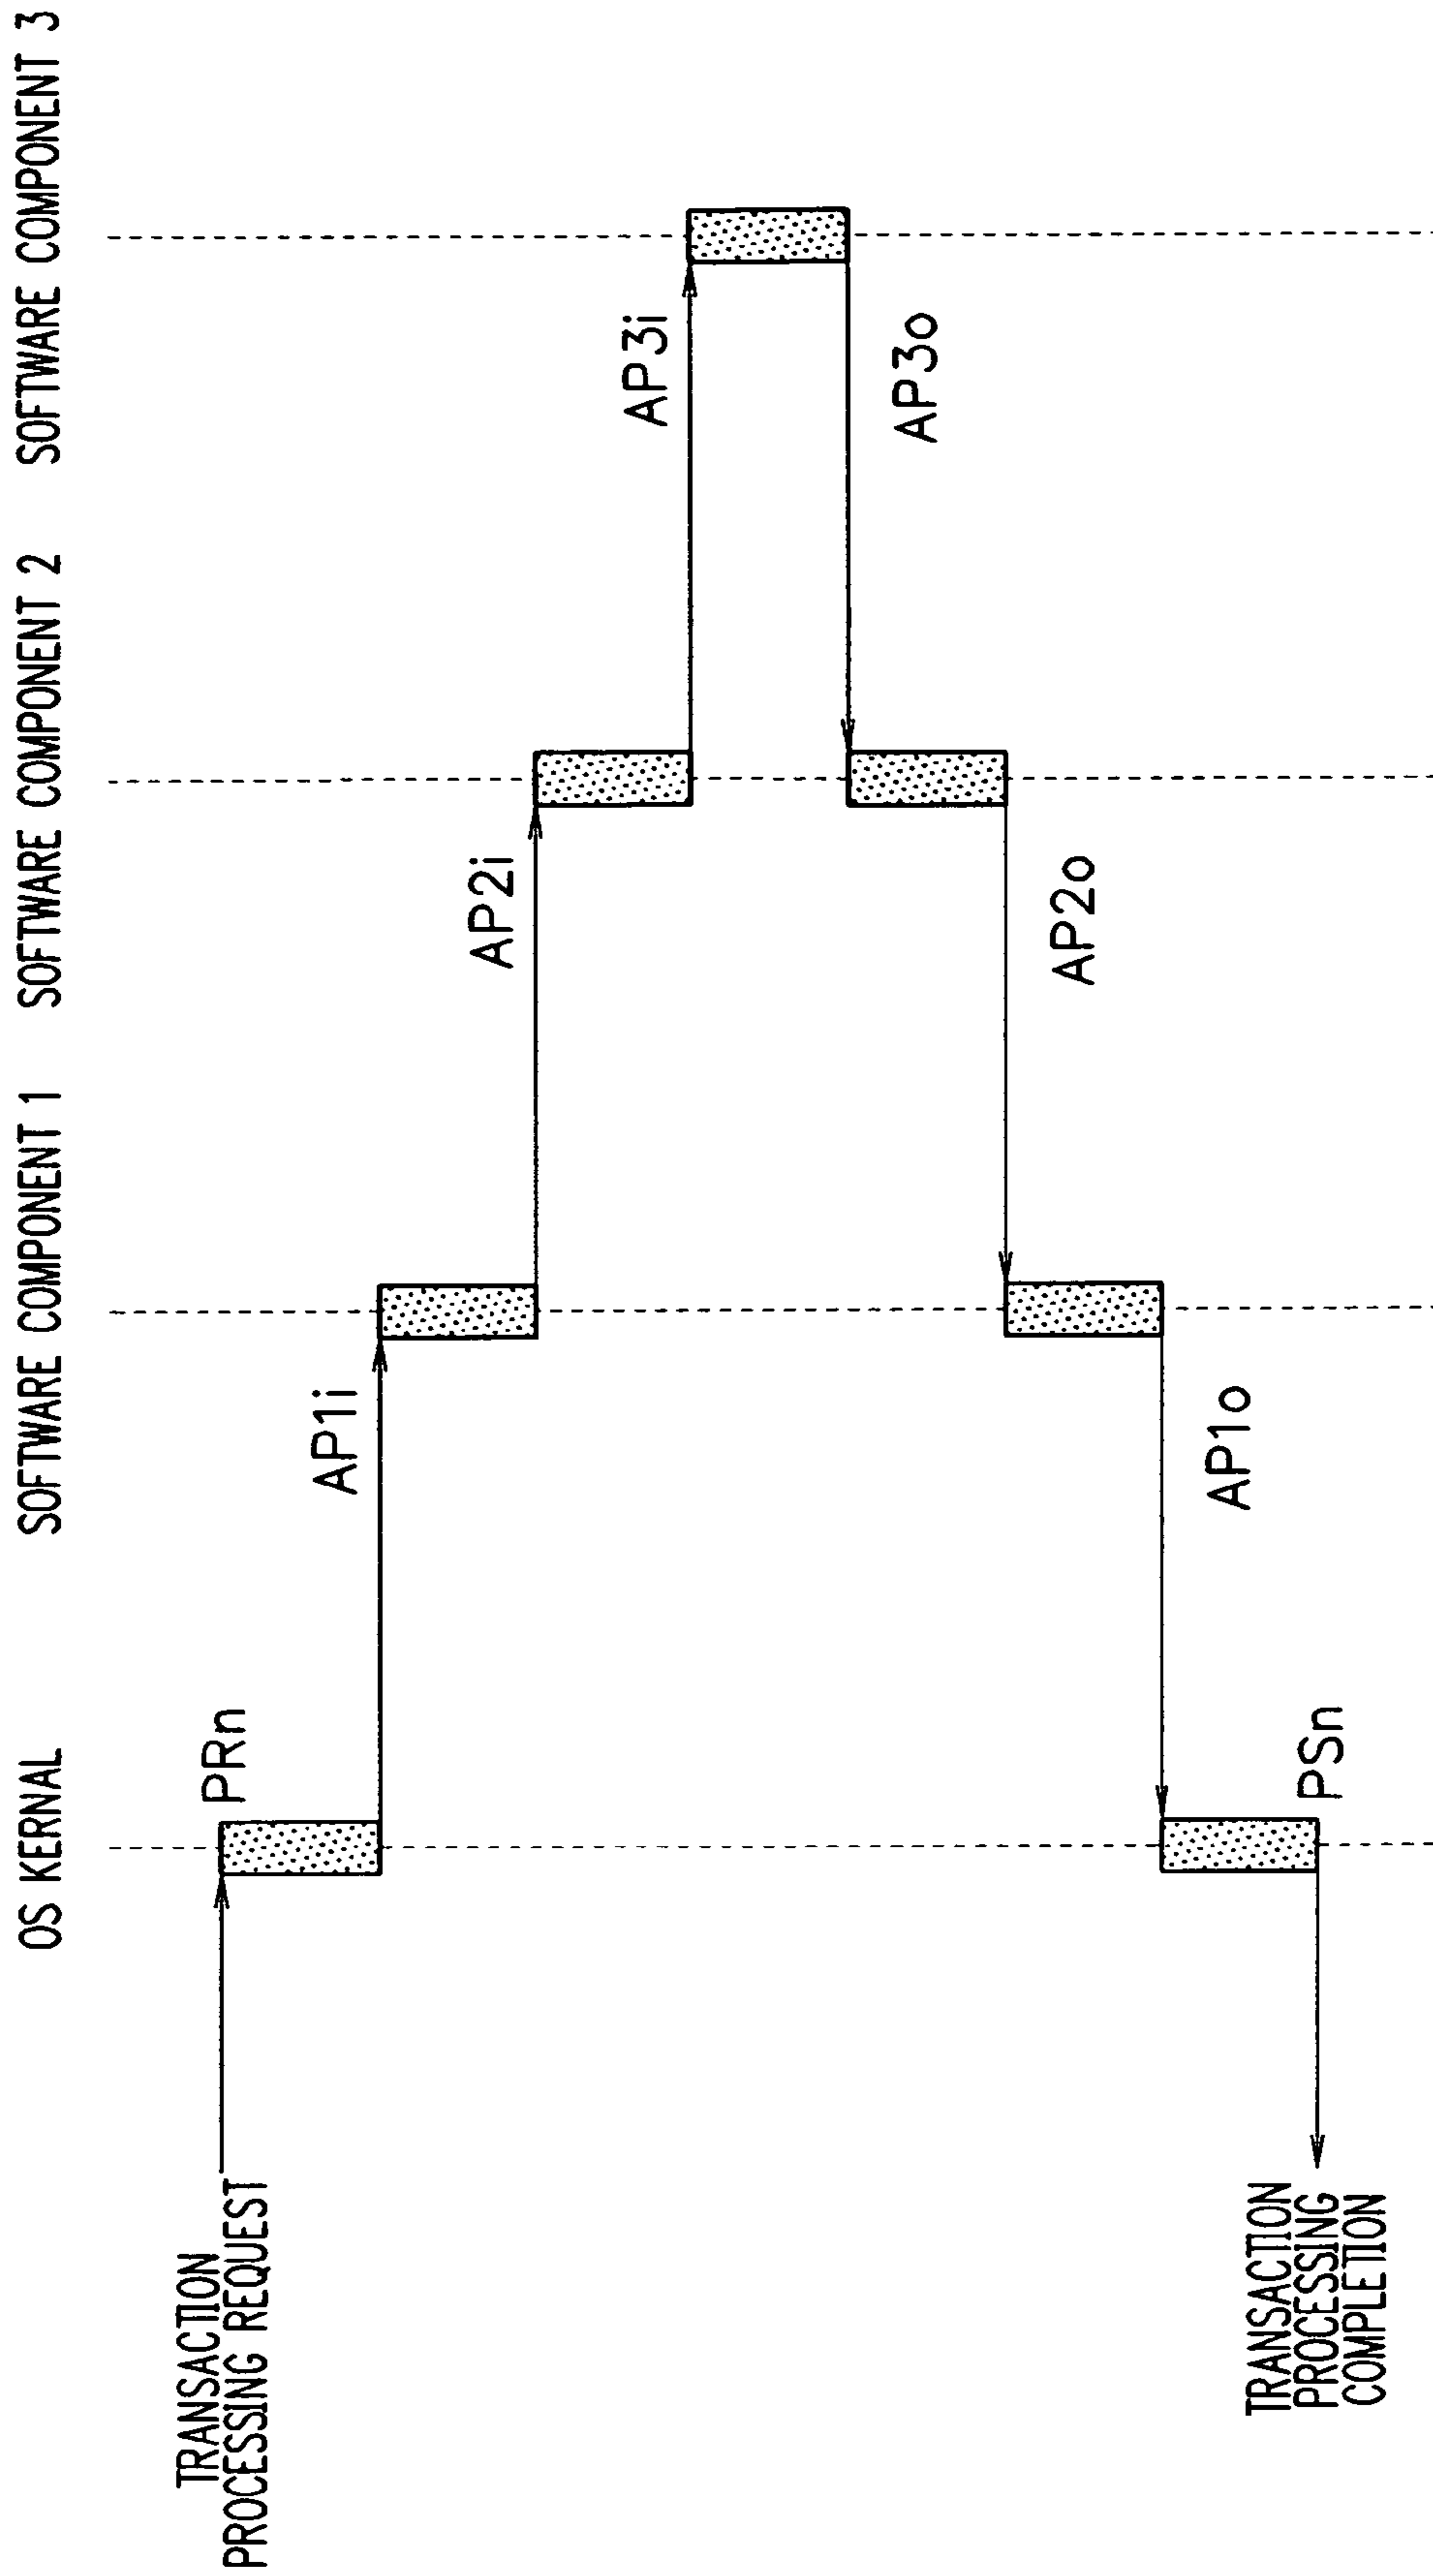 OS KERNAL
SOFTWARE COMPONENT 1
SOFTWARE COMPONENT 2
SOFTWARE COMPONENT 3
TRANSACTION
PROCESSING REQUEST
PRn
AP1i
AP2i
AP3i
AP3o
AP2o
AP1o
PSn
TRANSACTION
PROCESSING
COMPLETION